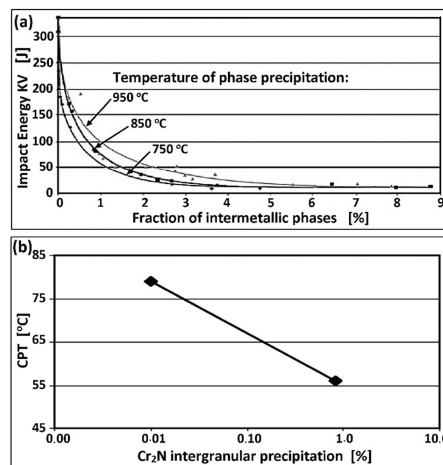 (a)
Impact Energy KV [J]
300
250
200
150
100
50
0
Temperature of phase precipitation:
950 °C
850 °C
750 °C
0 1 2 3 4 5 6 7 8 9
Fraction of intermetallic phases [%]
(b)
CPT [°C]
85
75
65
55
45
0.00 0.01 0.10 1.0 10.0
Cr₂N intergranular precipitation [%]